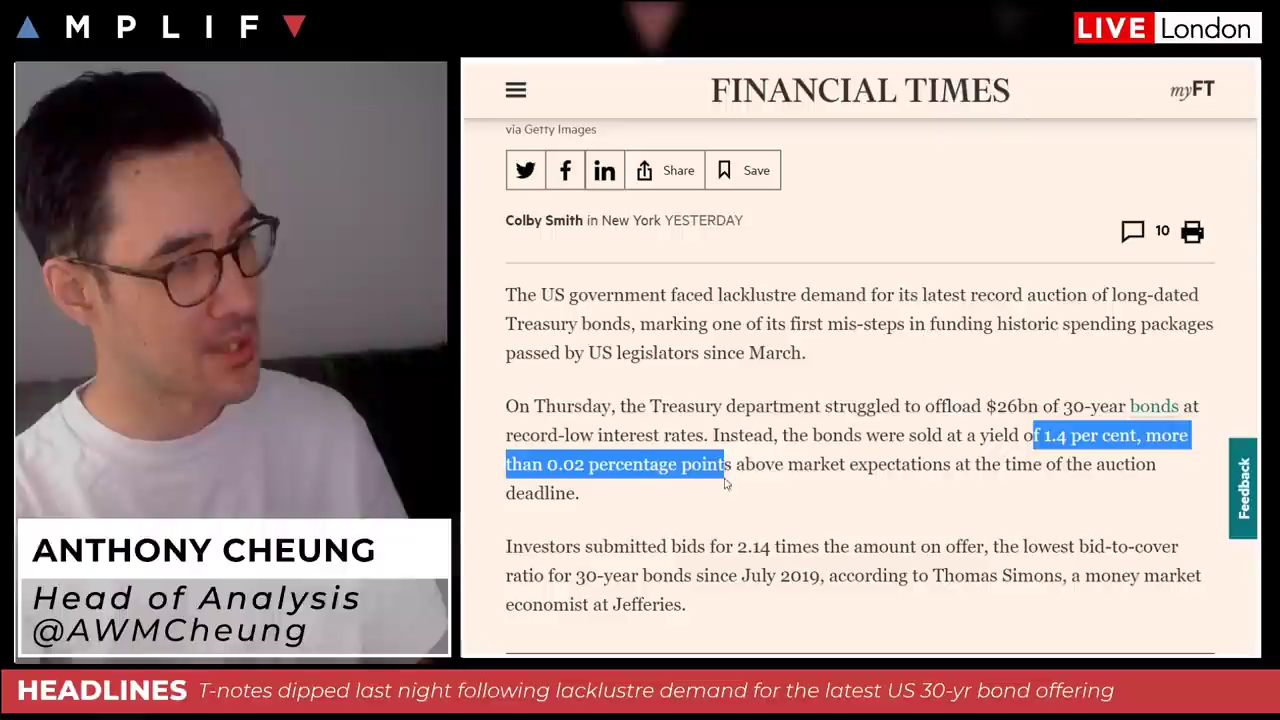 MPLIF
LIVE London
FINANCIAL TIMES
myFT
via Getty Images
Share
Save
Colby Smith in New York YESTERDAY
10
The US government faced lacklustre demand for its latest record auction of long-dated
Treasury bonds, marking one of its first mis-steps in funding historic spending packages
passed by US legislators since March.
On Thursday, the Treasury department struggled to offload $26bn of 30-year bonds at
record-low interest rates. Instead, the bonds were sold at a yield of 1.4 per cent, more
than 0.02 percentage points above market expectations at the time of the auction
deadline.
Investors submitted bids for 2.14 times the amount on offer, the lowest bid-to-cover
ratio for 30-year bonds since July 2019, according to Thomas Simons, a money market
economist at Jefferies.
Feedback
ANTHONY CHEUNG
Head of Analysis
@AWMCheung
HEADLINES T-notes dipped last night following lacklustre demand for the latest US 30-yr bond offering